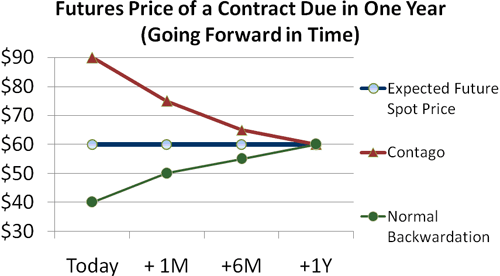 Futures Price of a Contract Due in One Year
(Going Forward in Time)
$90
$80
$70
$60
$50
$40
$30
Today
+ 1M
+6M
+1Y
Expected Future
Spot Price
Contago
Normal
Backwardation